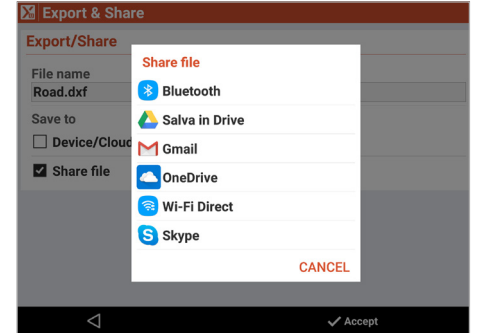 Export & Share
Export/Share
File name
Road.dxf
Save to
Device/Cloud
Share file
Share file
Bluetooth
Salva in Drive
Gmail
OneDrive
Wi-Fi Direct
Skype
CANCEL
Accept